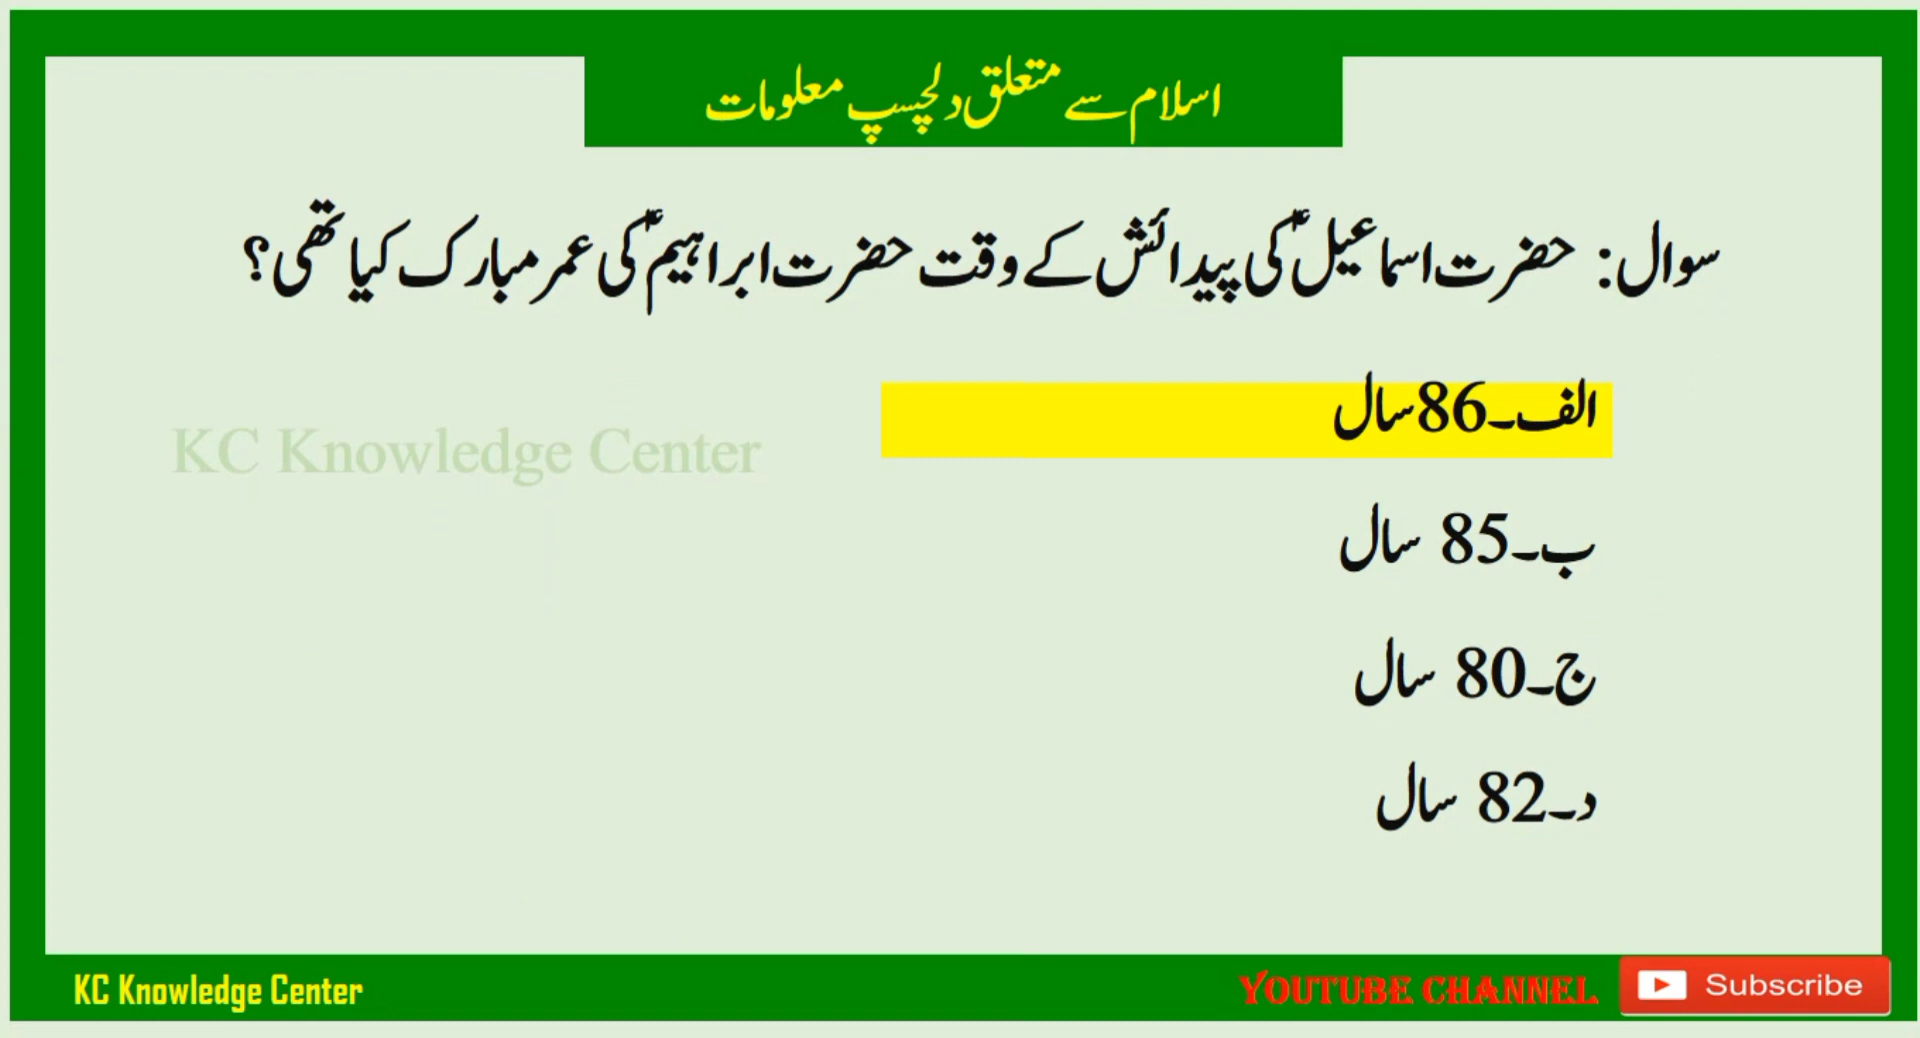 اسلام سے متعلق دلچسپ معلومات
سوال: حضرت اسماعیلؑ کی پیدائش کے وقت حضرت ابراہیمؑ کی عمر مبارک کیا تھی؟
الف۔86سال
KC Knowledge Center
ب۔85 سال
ج۔80 سال
د۔82 سال
KC Knowledge Center
YOUTUBE CHANNEL
Subscribe